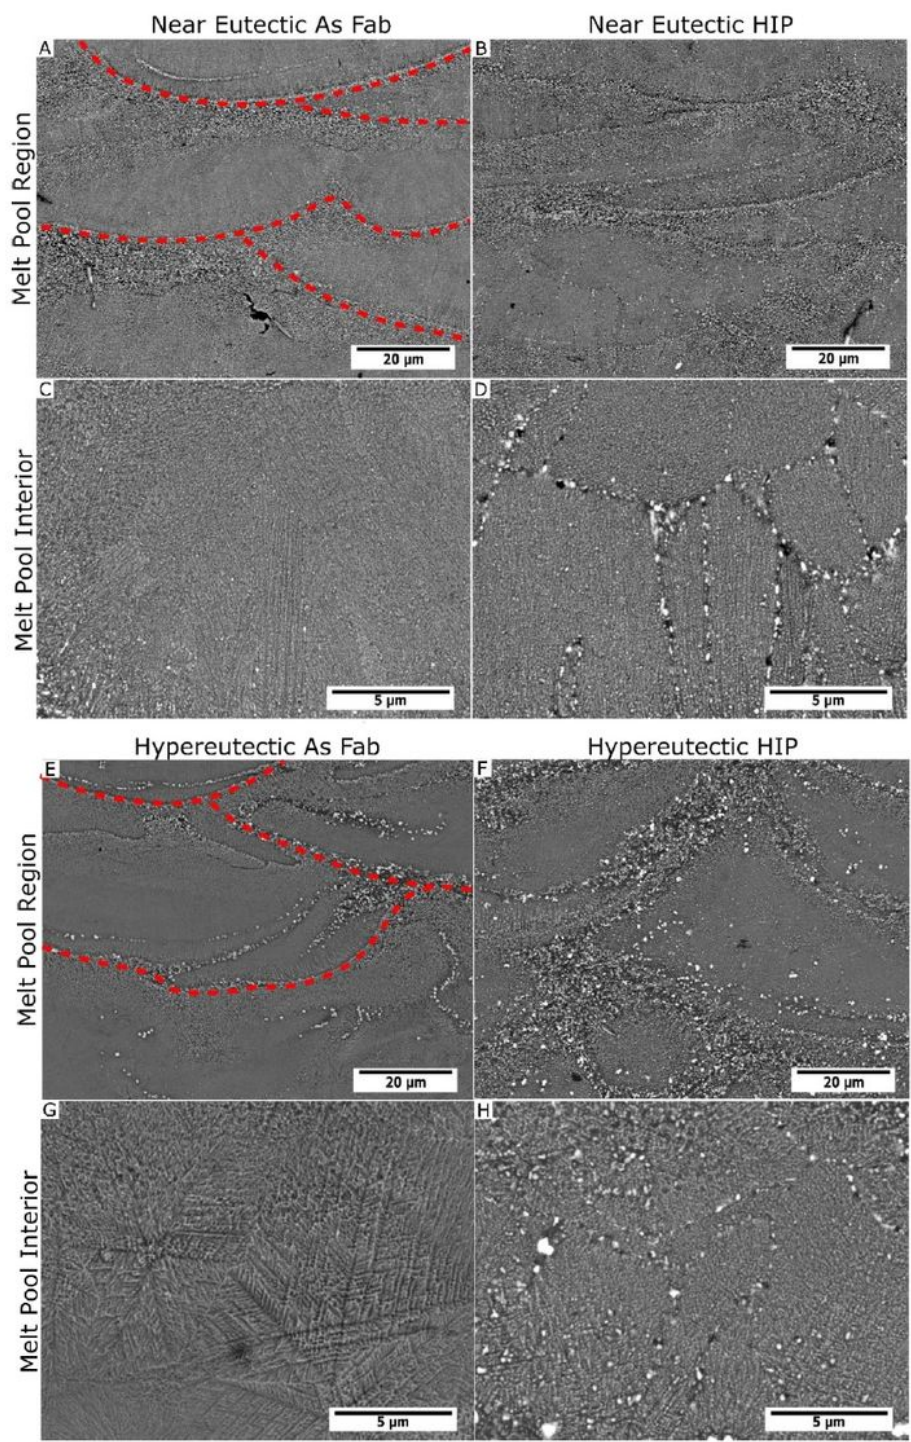 Near Eutectic As Fab
Near Eutectic HIP
Melt Pool Region
A
B
20 µm
20 µm
Melt Pool Interior
C
D
5 µm
5 µm
Hypereutectic As Fab
Hypereutectic HIP
Melt Pool Region
E
F
20 µm
20 µm
Melt Pool Interior
G
H
5 µm
5 µm